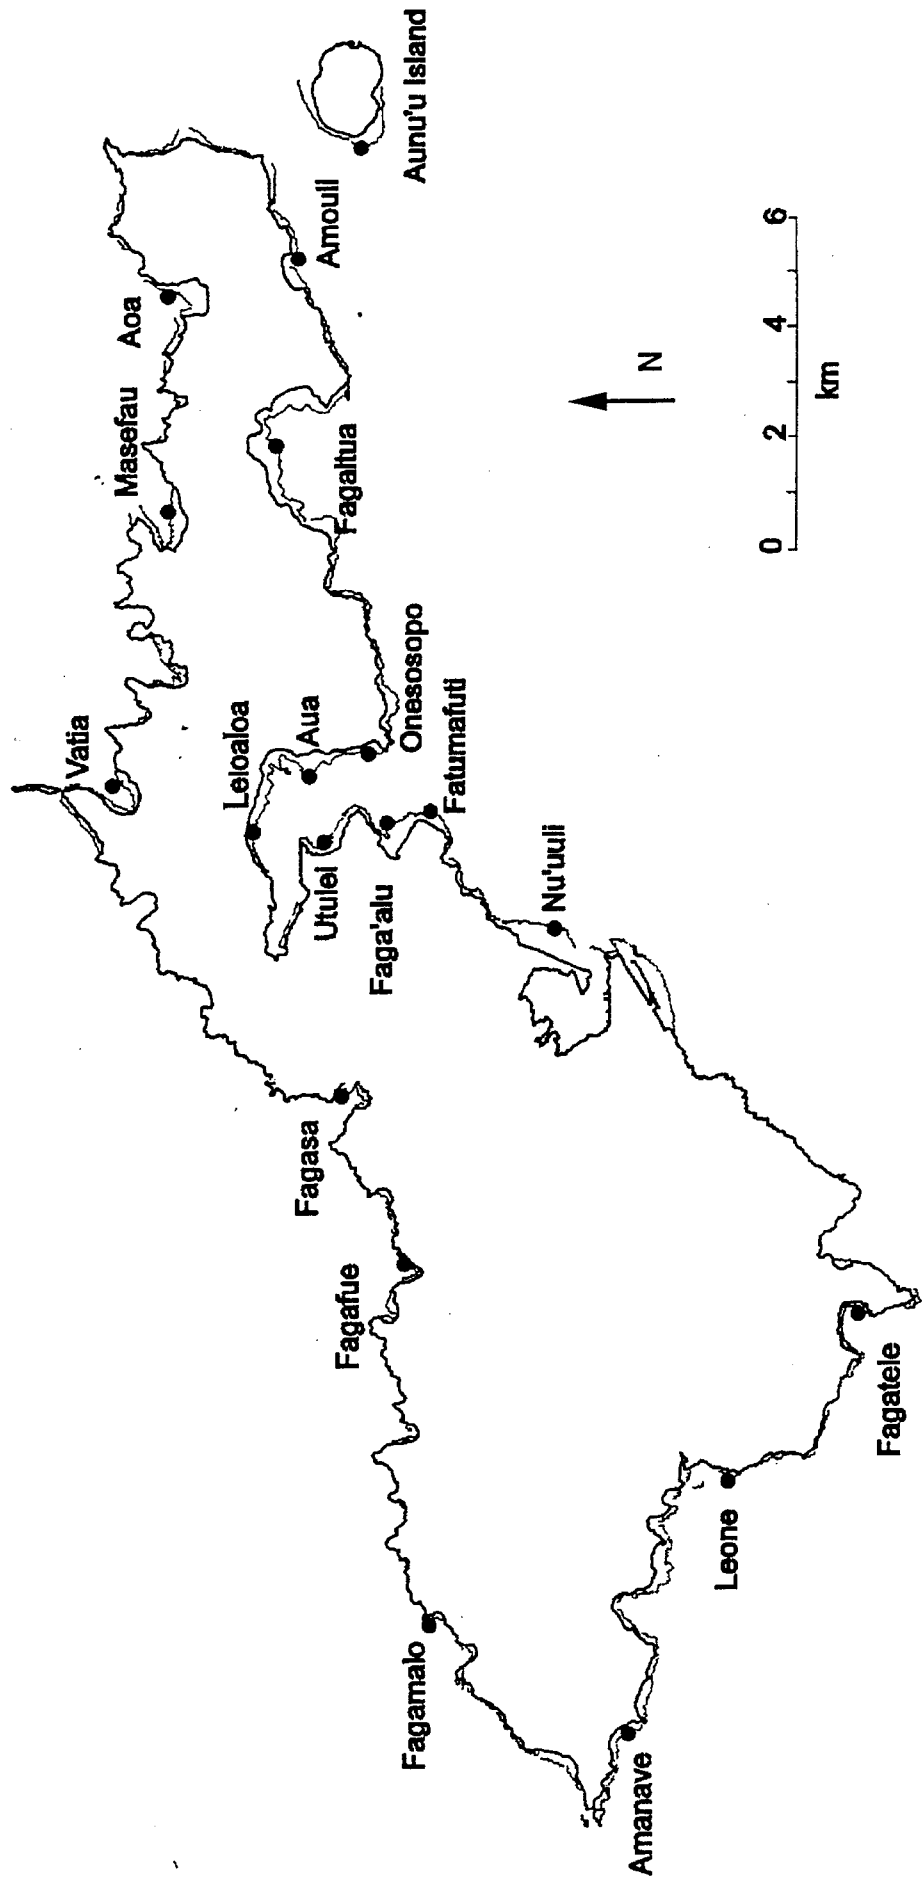 Vatia
Masefau
Aoa
Aunu'u Island
Amouli
Fagaitua
Leloaloa
Aua
Onesosopo
Utulei
Faga'alu
Fatumafuti
Nu'uuli
Fagasa
Fagafue
Fagamalo
Amanave
Leone
Fagatele
N
0 2 4 6
km